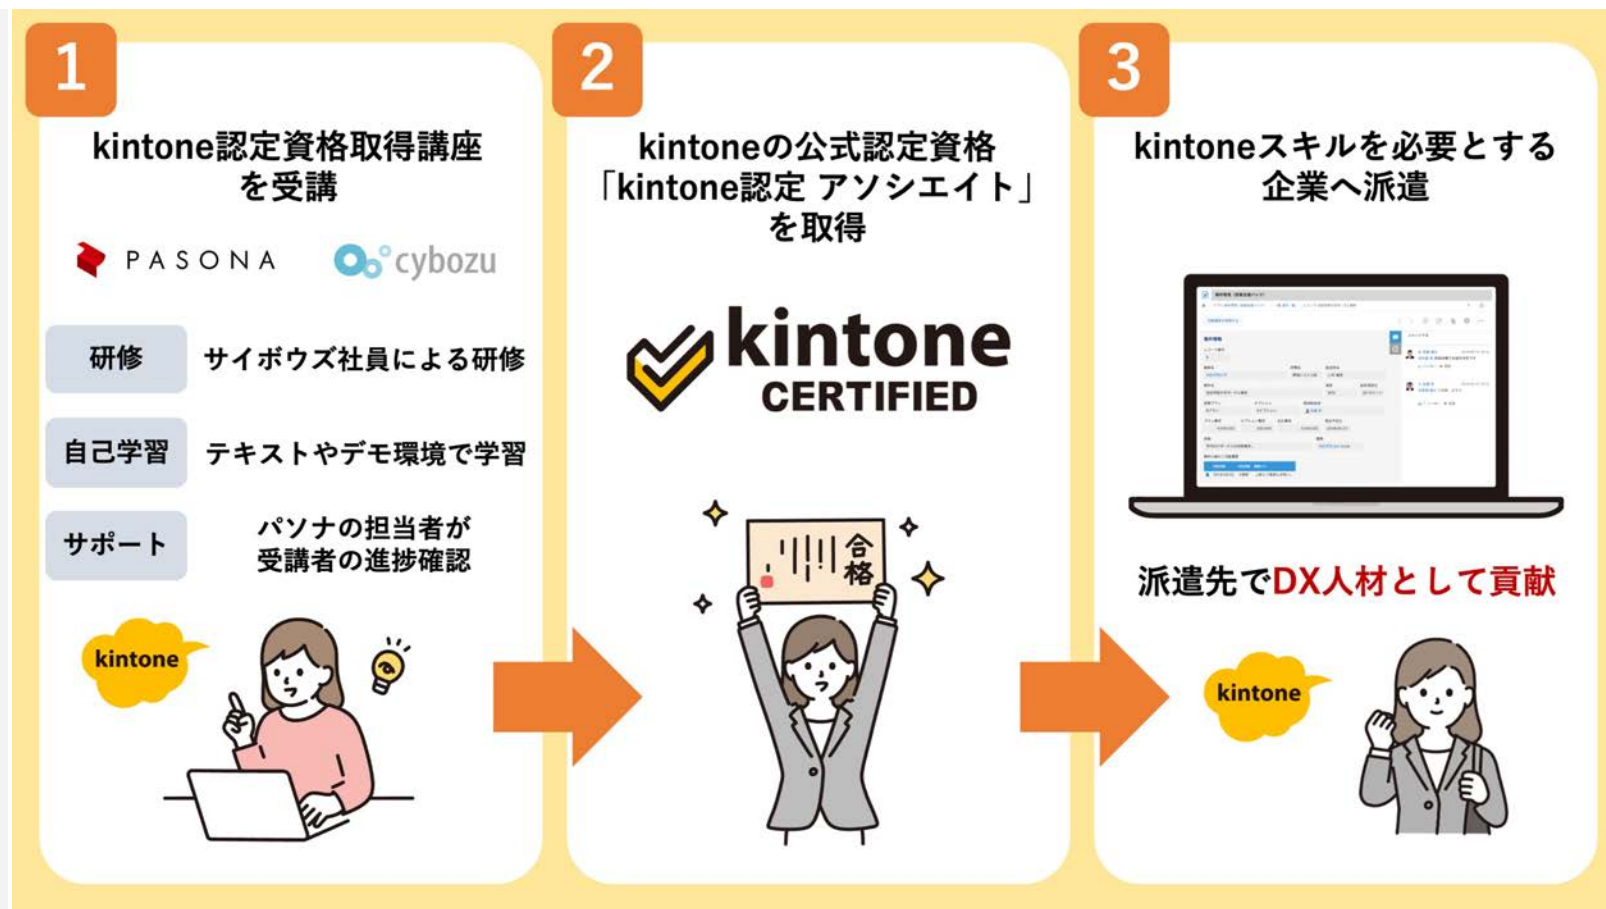 1
kintone認定資格取得講座
を受講
PASONA
cybozu
研修
サイボウズ社員による研修
自己学習
テキストやデモ環境で学習
サポート
パソナの担当者が
受講者の進捗確認
kintone
2
kintoneの公式認定資格
「kintone認定 アソシエイト」
を取得
kintone
CERTIFIED
合格
3
kintoneスキルを必要とする
企業へ派遣
派遣先でDX人材として貢献
kintone